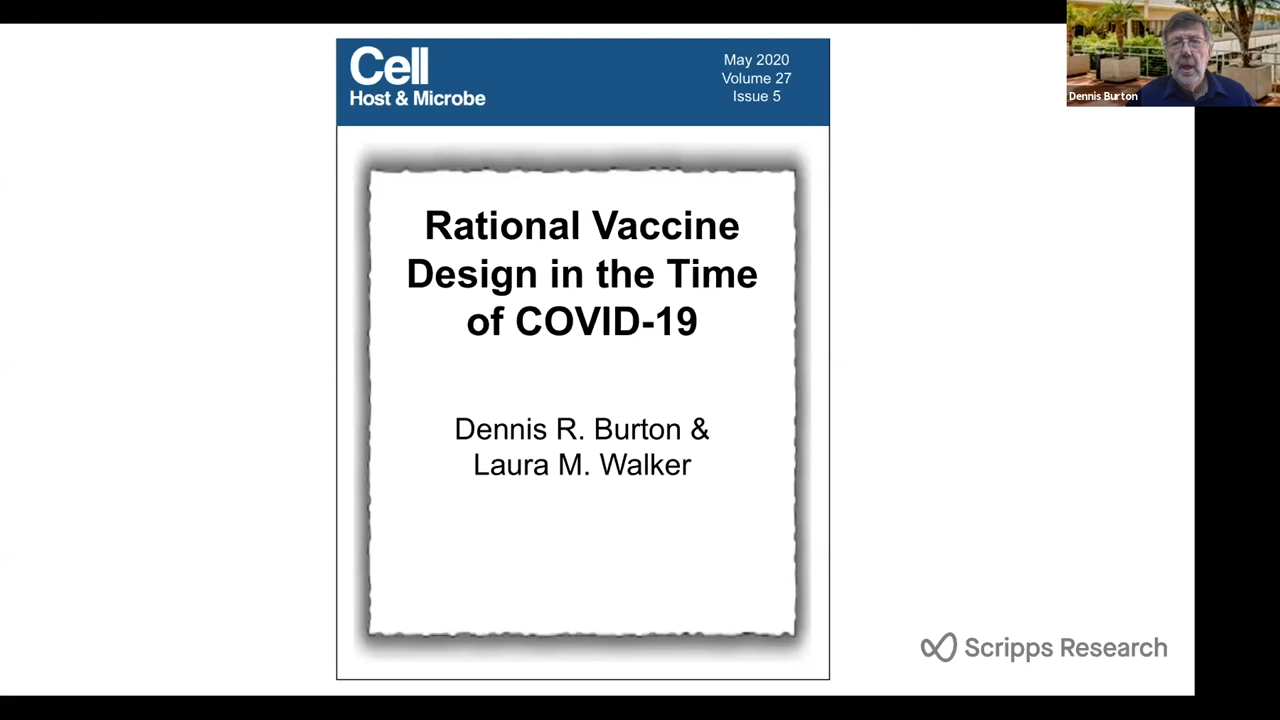 Cell
Host & Microbe
May 2020
Volume 27
Issue 5
Dennis Burton
Rational Vaccine
Design in the Time
of COVID-19
Dennis R. Burton &
Laura M. Walker
Scripps Research